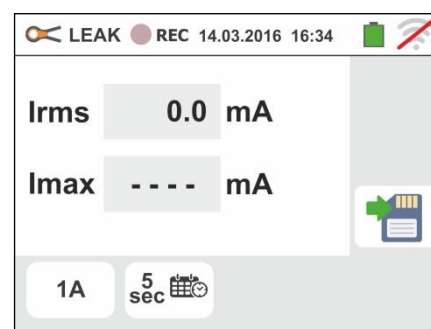 LEAK REC 14.03.2016 16:34
Irms 0.0 mA
Imax - - - - mA
1A
5
sec